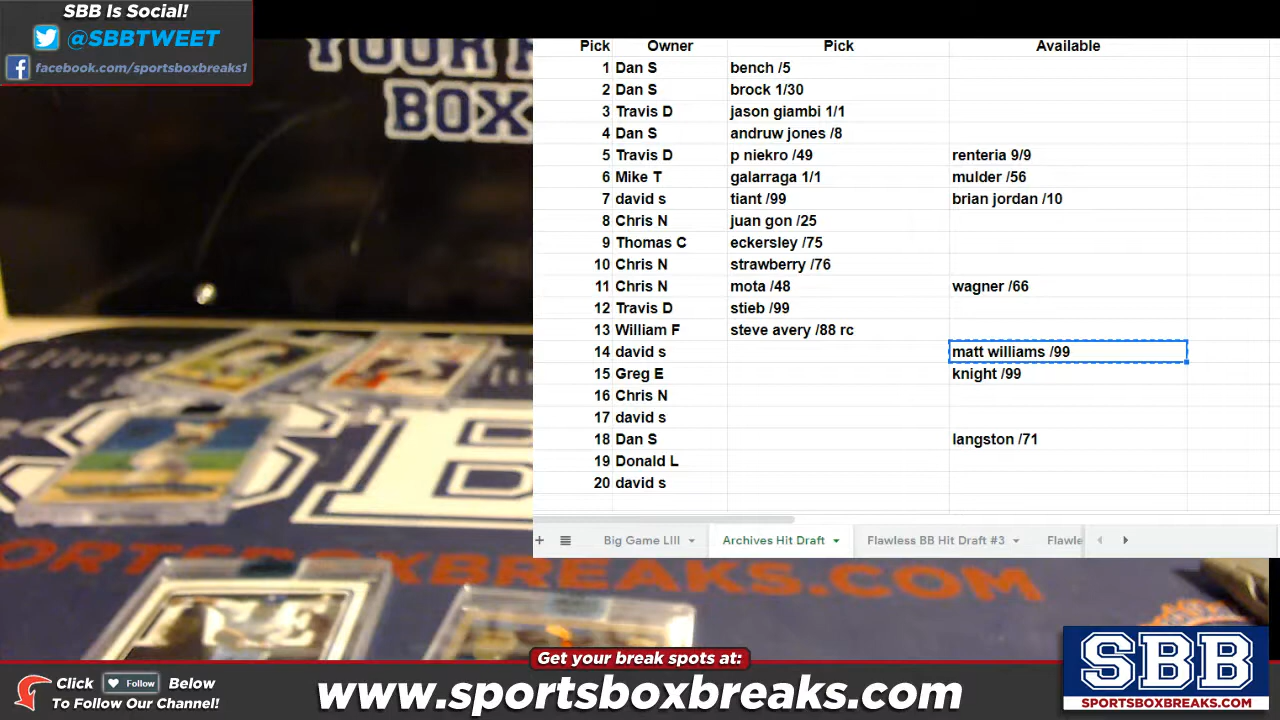 SBB Is Social!
@SBBTWEET
facebook.com/sportsboxbreaks1
YOUR
BOX
Pick Owner Pick Available
1 Dan S bench /5
2 Dan S brock 1/30
3 Travis D jason giambi 1/1
4 Dan S andruw jones /8
5 Travis D p niekro /49 renteria 9/9
6 Mike T galarraga 1/1 mulder /56
7 david s tiant /99 brian jordan /10
8 Chris N juan gon /25
9 Thomas C eckersley /75
10 Chris N strawberry /76
11 Chris N mota /48 wagner /66
12 Travis D stieb /99
13 William F steve avery /88 rc
14 david s matt williams /99
15 Greg E knight /99
16 Chris N
17 david s
18 Dan S langston /71
19 Donald L
20 david s
+ Big Game LIII Archives Hit Draft Flawless BB Hit Draft #3 Flawle
SPORTSBOXBREAKS.COM
SBB
SPORTSBOXBREAKS.COM
Get your break spots at:
Click Follow Below
To Follow Our Channel!
www.sportsboxbreaks.com